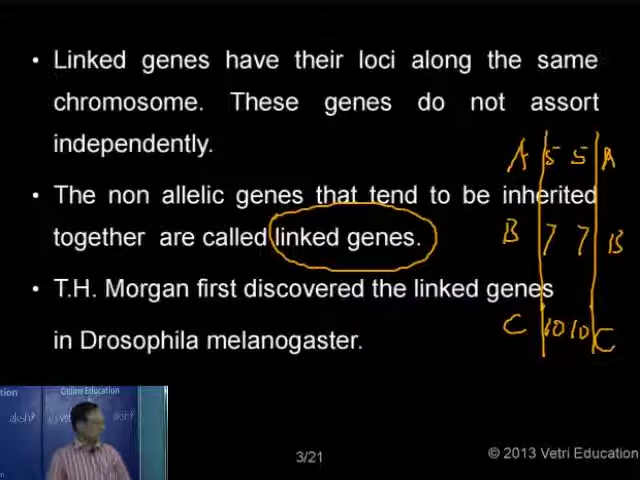 • Linked genes have their loci along the same
chromosome. These genes do not assort
independently.
• The non allelic genes that tend to be inherited
together are called linked genes.
• T.H. Morgan first discovered the linked genes
in Drosophila melanogaster.
A 5 5 A
B 7 7 B
C 10 10 C
Online Education
3/21
© 2013 Vetri Education